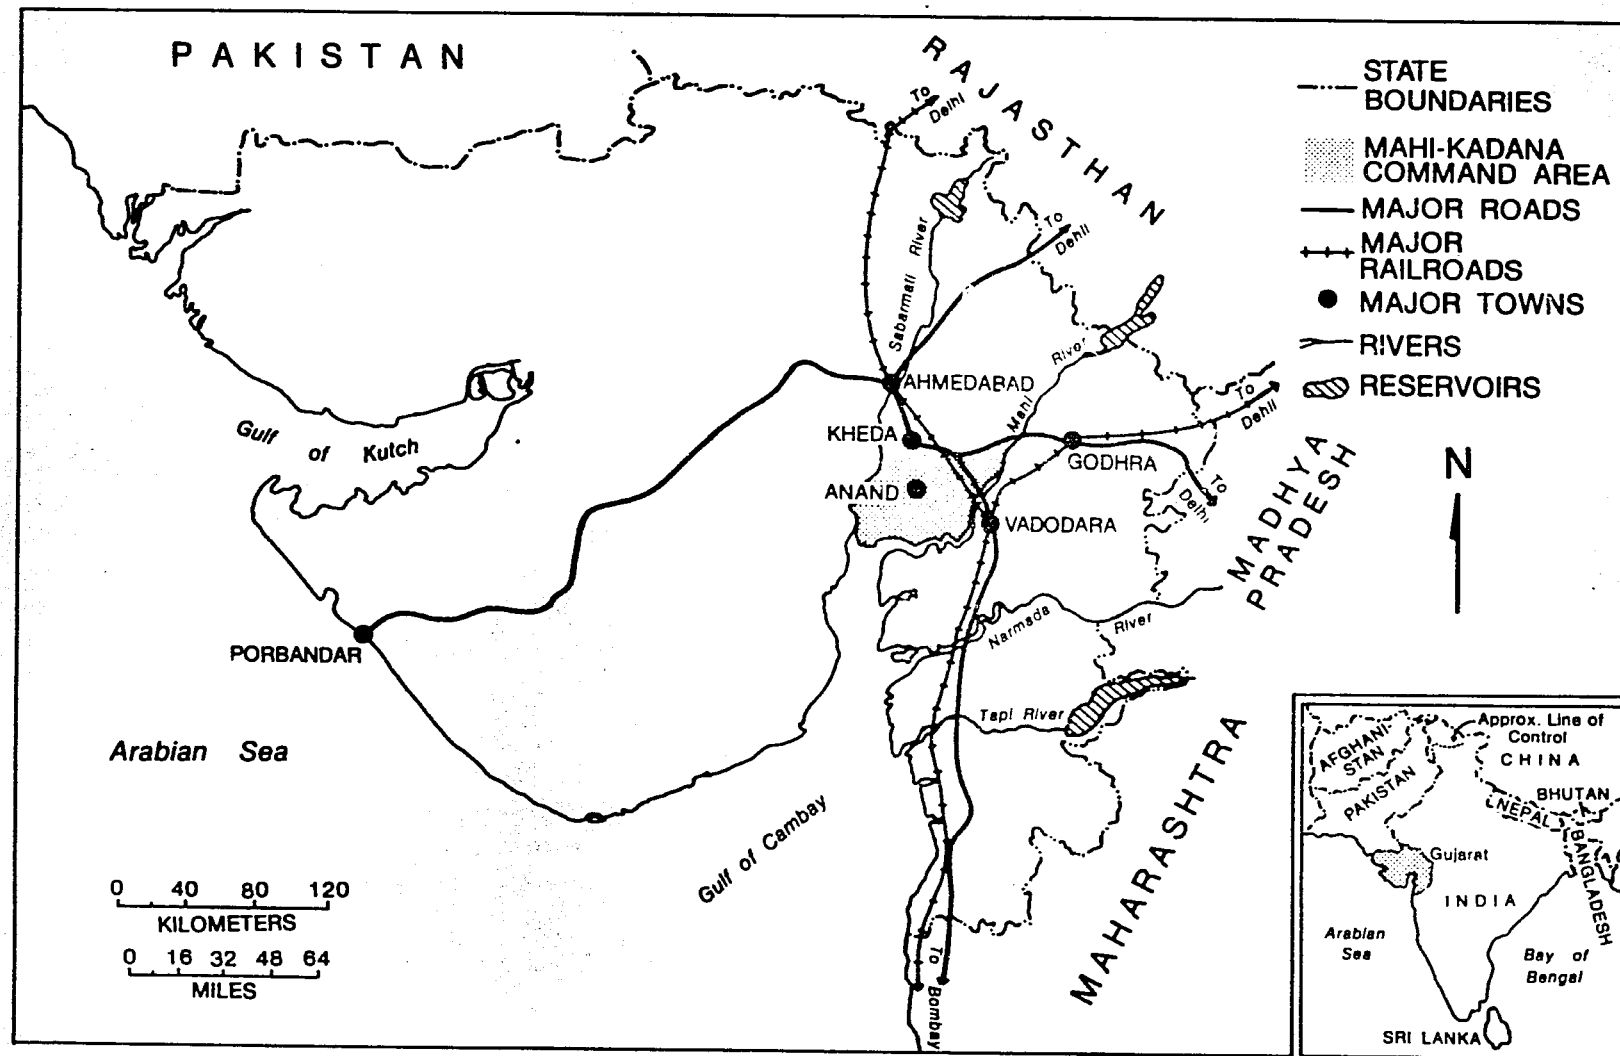 PAKISTAN
RAJASTHAN
To
Delhi
To
Dehli
To
Dehli
To
Delhi
Sabarmati River
Mahi River
AHMEDABAD
KHEDA
GODHRA
ANAND
VADODARA
Gulf
of Kutch
MADHYA
PRADESH
Narmada River
PORBANDAR
Tapi River
Arabian Sea
Gulf of Cambay
MAHARASHTRA
To Bombay
0 40 80 120
KILOMETERS
0 16 32 48 64
MILES
STATE
BOUNDARIES
MAHI-KADANA
COMMAND AREA
MAJOR ROADS
MAJOR
RAILROADS
MAJOR TOWNS
RIVERS
RESERVOIRS
N
Approx. Line of
Control
AFGHANI-
STAN
CHINA
PAKISTAN
BHUTAN
NEPAL
BANGLADESH
Gujarat
INDIA
Arabian
Sea
Bay of
Bengal
SRI LANKA